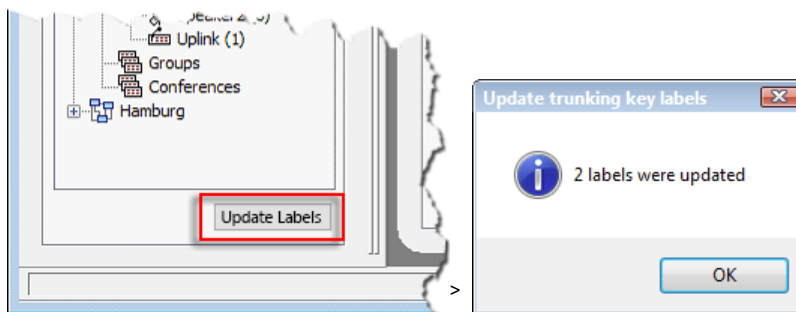 Uplink (1)
Groups
Conferences
Hamburg
Update Labels
>
Update trunking key labels
2 labels were updated
OK